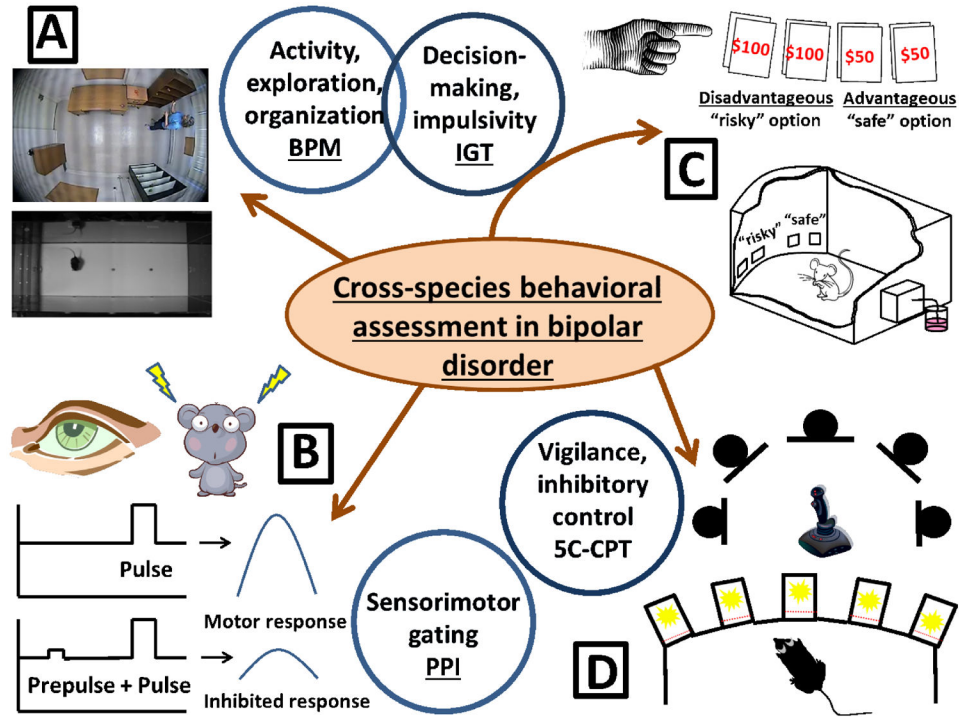 A
Activity,
exploration,
organization
BPM
Decision-
making,
impulsivity
IGT
$100
$100
$50
$50
Disadvantageous
"risky" option
Advantageous
"safe" option
C
"risky"
"safe"
Cross-species behavioral
assessment in bipolar
disorder
B
Pulse
Motor response
Prepulse + Pulse
Inhibited response
Sensorimotor
gating
PPI
Vigilance,
inhibitory
control
5C-CPT
D